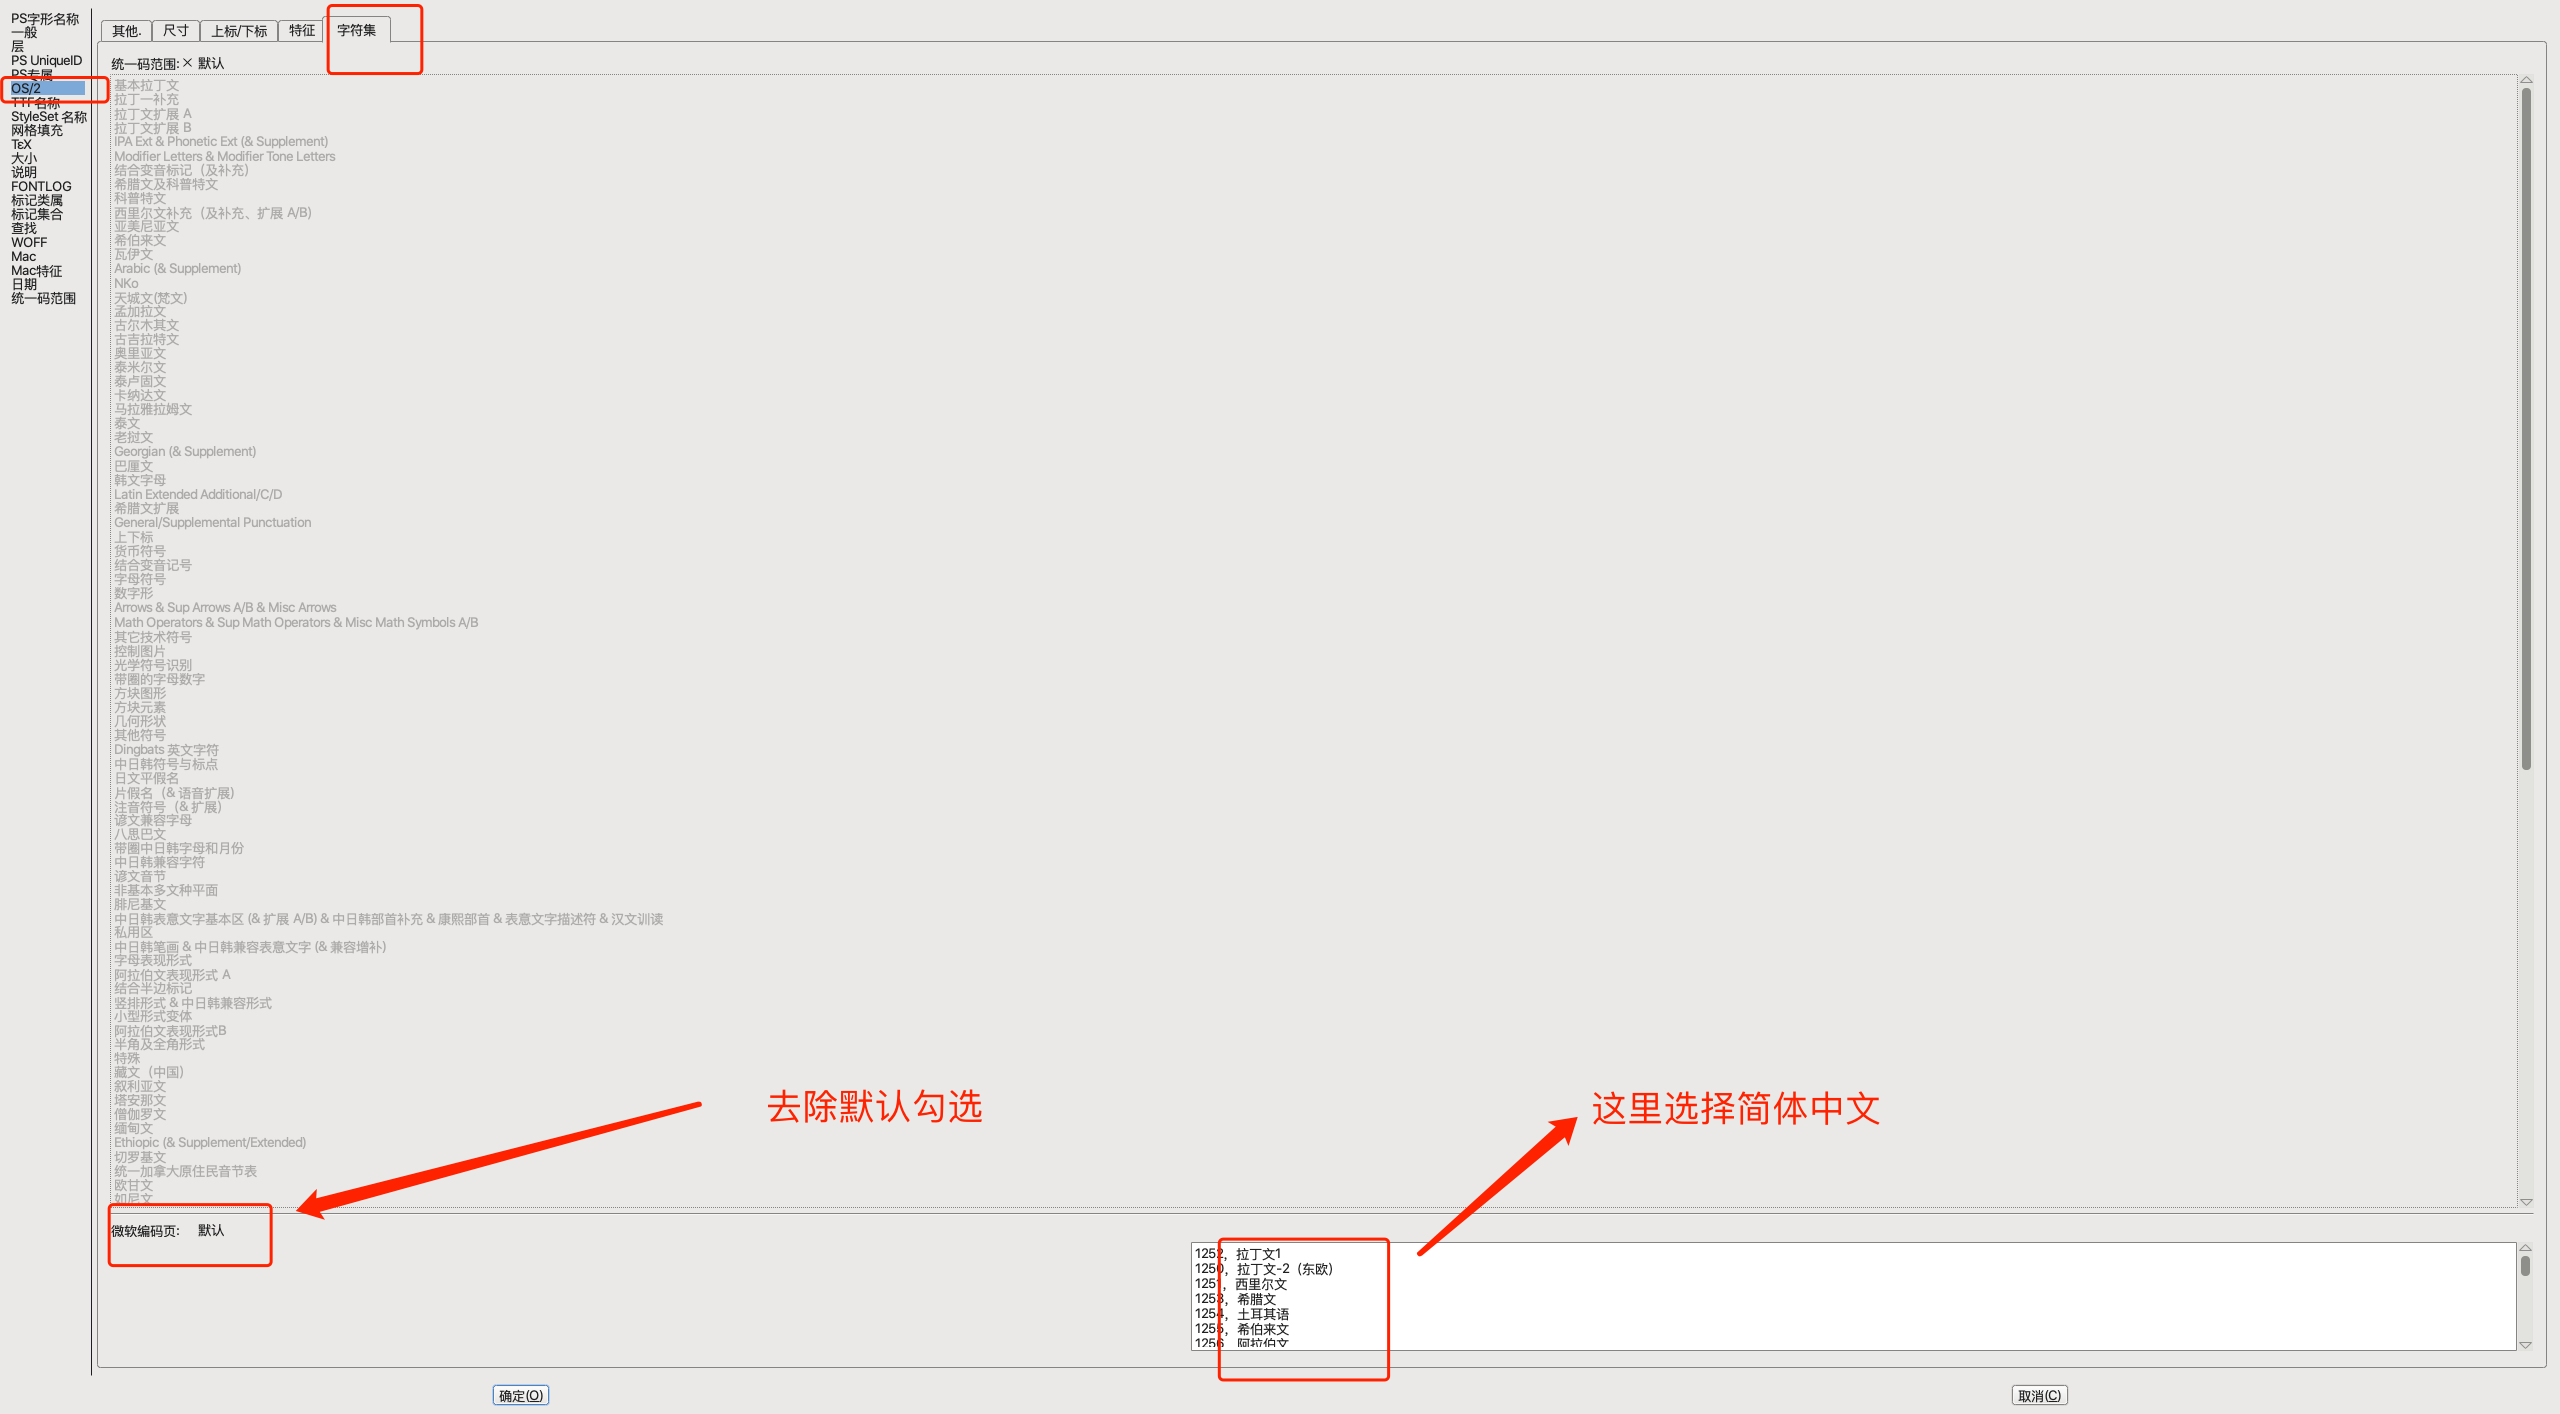 PS字形名称
一般
层
PS UniqueID
PS专属
OS/2
TTF名称
StyleSet 名称
网格填充
TεX
大小
说明
FONTLOG
标记类属
标记集合
查找
WOFF
Mac
Mac特征
日期
统一码范围
其他.
尺寸
上标/下标
特征
字符集
统一码范围: 默认
基本拉丁文
拉丁一补充
拉丁文扩展 A
拉丁文扩展 B
IPA Ext & Phonetic Ext (& Supplement)
Modifier Letters & Modifier Tone Letters
结合变音标记（及补充）
希腊文及科普特文
科普特文
西里尔文补充（及补充、扩展 A/B)
亚美尼亚文
希伯来文
瓦伊文
Arabic (& Supplement)
NKo
天城文(梵文)
孟加拉文
古尔木其文
古吉拉特文
奥里亚文
泰米尔文
泰卢固文
卡纳达文
马拉雅拉姆文
泰文
老挝文
Georgian (& Supplement)
巴厘文
韩文字母
Latin Extended Additional/C/D
希腊文扩展
General/Supplemental Punctuation
上下标
货币符号
结合变音记号
字母符号
数字形
Arrows & Sup Arrows A/B & Misc Arrows
Math Operators & Sup Math Operators & Misc Math Symbols A/B
其它技术符号
控制图片
光学符号识别
带圈的字母数字
方块图形
方块元素
几何形状
其他符号
Dingbats 英文字符
中日韩符号与标点
日文平假名
片假名（& 语音扩展）
注音符号（& 扩展）
谚文兼容字母
八思巴文
带圈中日韩字母和月份
中日韩兼容字符
谚文音节
非基本多文种平面
腓尼基文
中日韩表意文字基本区 (& 扩展 A/B) & 中日韩部首补充 & 康熙部首 & 表意文字描述符 & 汉文训读
私用区
中日韩笔画 & 中日韩兼容表意文字 (& 兼容增补)
字母表现形式
阿拉伯文表现形式 A
结合半边标记
竖排形式 & 中日韩兼容形式
小型形式变体
阿拉伯文表现形式B
半角及全角形式
特殊
藏文（中国）
叙利亚文
塔安那文
僧伽罗文
缅甸文
Ethiopic (& Supplement/Extended)
切罗基文
统一加拿大原住民音节表
欧甘文
如尼文
去除默认勾选
这里选择简体中文
微软编码页: 默认
1252，拉丁文1
1250，拉丁文-2（东欧）
1251，西里尔文
1253，希腊文
1254，土耳其语
1255，希伯来文
1256，阿拉伯文
确定(O)
取消(C)